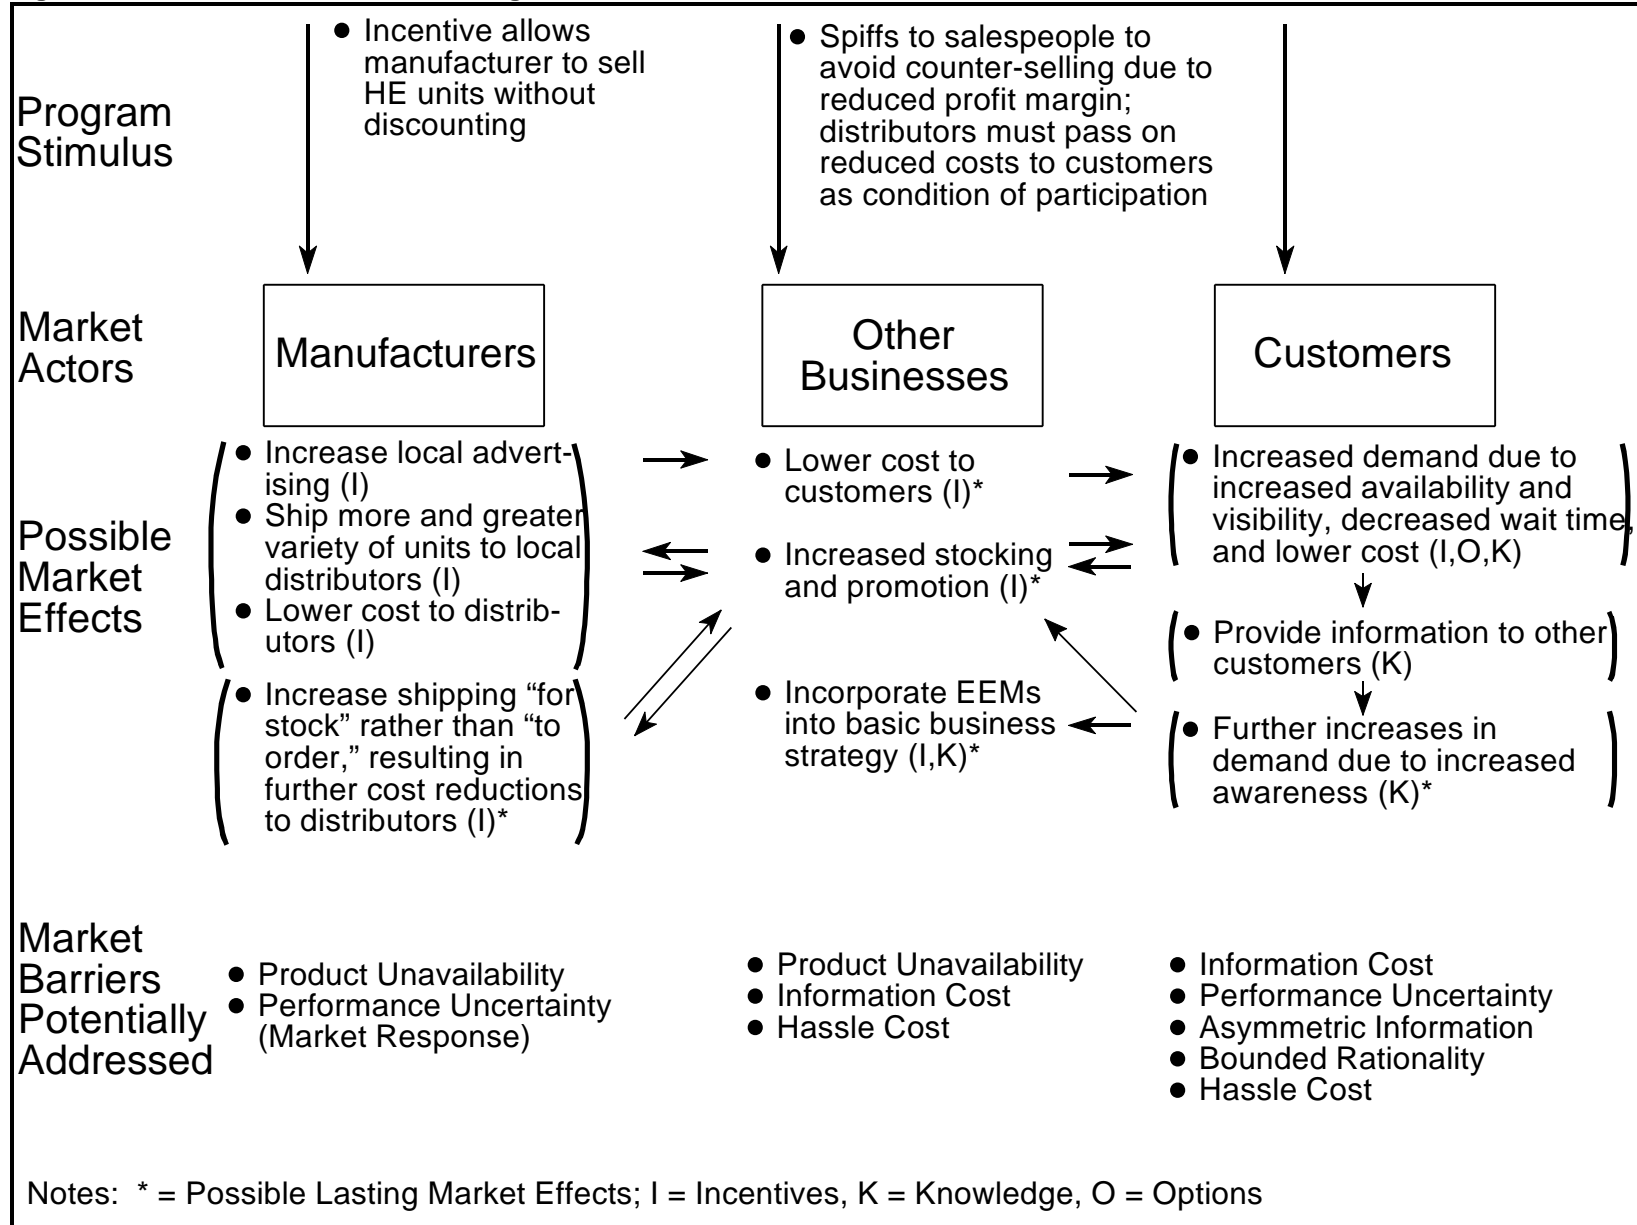 ● Incentive allows
manufacturer to sell
HE units without
discounting
● Spiffs to salespeople to
avoid counter-selling due to
reduced profit margin;
distributors must pass on
reduced costs to customers
as condition of participation
Program
Stimulus
Market
Actors
Manufacturers
Other
Businesses
Customers
Possible
Market
Effects
● Increase local advert-
ising (I)
● Ship more and greater
variety of units to local
distributors (I)
● Lower cost to distrib-
utors (I)
● Increase shipping “for
stock” rather than “to
order,” resulting in
further cost reductions
to distributors (I)*
● Lower cost to
customers (I)*
● Increased stocking
and promotion (I)*
● Incorporate EEMs
into basic business
strategy (I,K)*
● Increased demand due to
increased availability and
visibility, decreased wait time,
and lower cost (I,O,K)
● Provide information to other
customers (K)
● Further increases in
demand due to increased
awareness (K)*
Market
Barriers
Potentially
Addressed
● Product Unavailability
● Performance Uncertainty
(Market Response)
● Product Unavailability
● Information Cost
● Hassle Cost
● Information Cost
● Performance Uncertainty
● Asymmetric Information
● Bounded Rationality
● Hassle Cost
Notes: * = Possible Lasting Market Effects; I = Incentives, K = Knowledge, O = Options